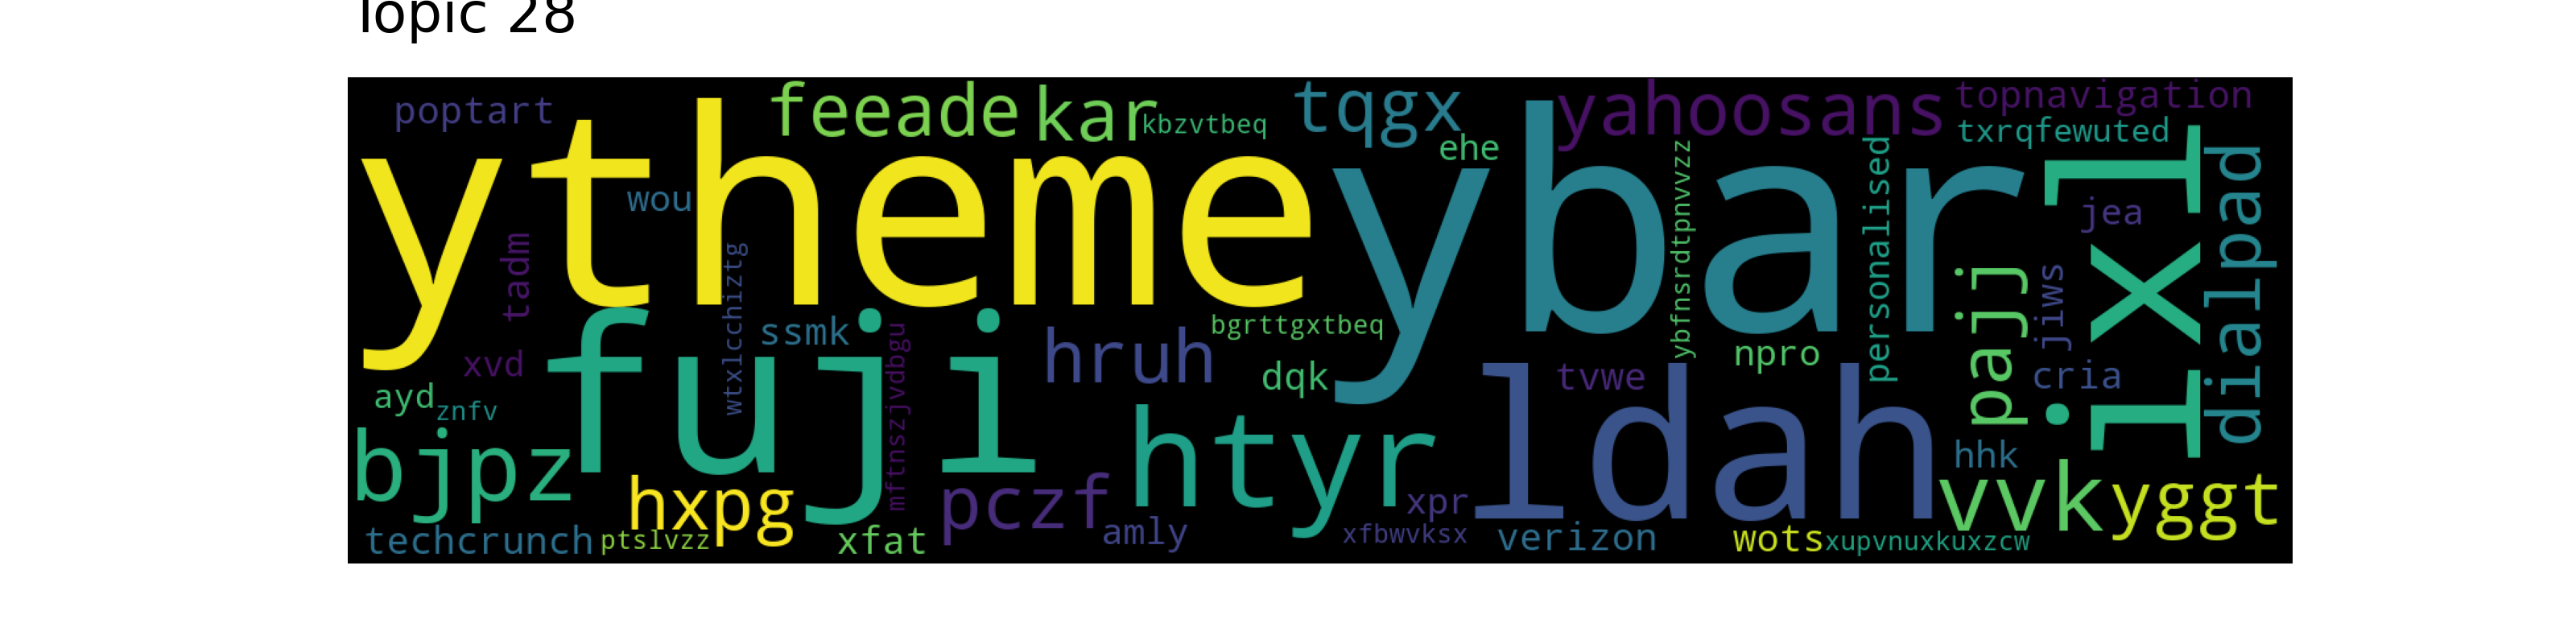 Topic 28
poptart
feeade
kar
kbzvtbeq
tqgx
ehe
yahoosans
topnavigation
txrqfewuted
ytheme
ybar
wou
tadm
wtxlcchiztg
ybfnsrdtpnvvzz
personalised
jea
lxl
dialpad
pajj
jiws
ssmk
bgrttgxtbeq
hruh
npro
xvd
fuji
mftnszjvdbgu
dqk
tvwe
cria
ayd
znfv
ldah
bjpz
htyr
hhk
hxpg
pczf
xpr
vvk
yggt
techcrunch
ptslvzz
xfat
amly
xfbwvksx
verizon
wots
xupvnuxkuxzcw